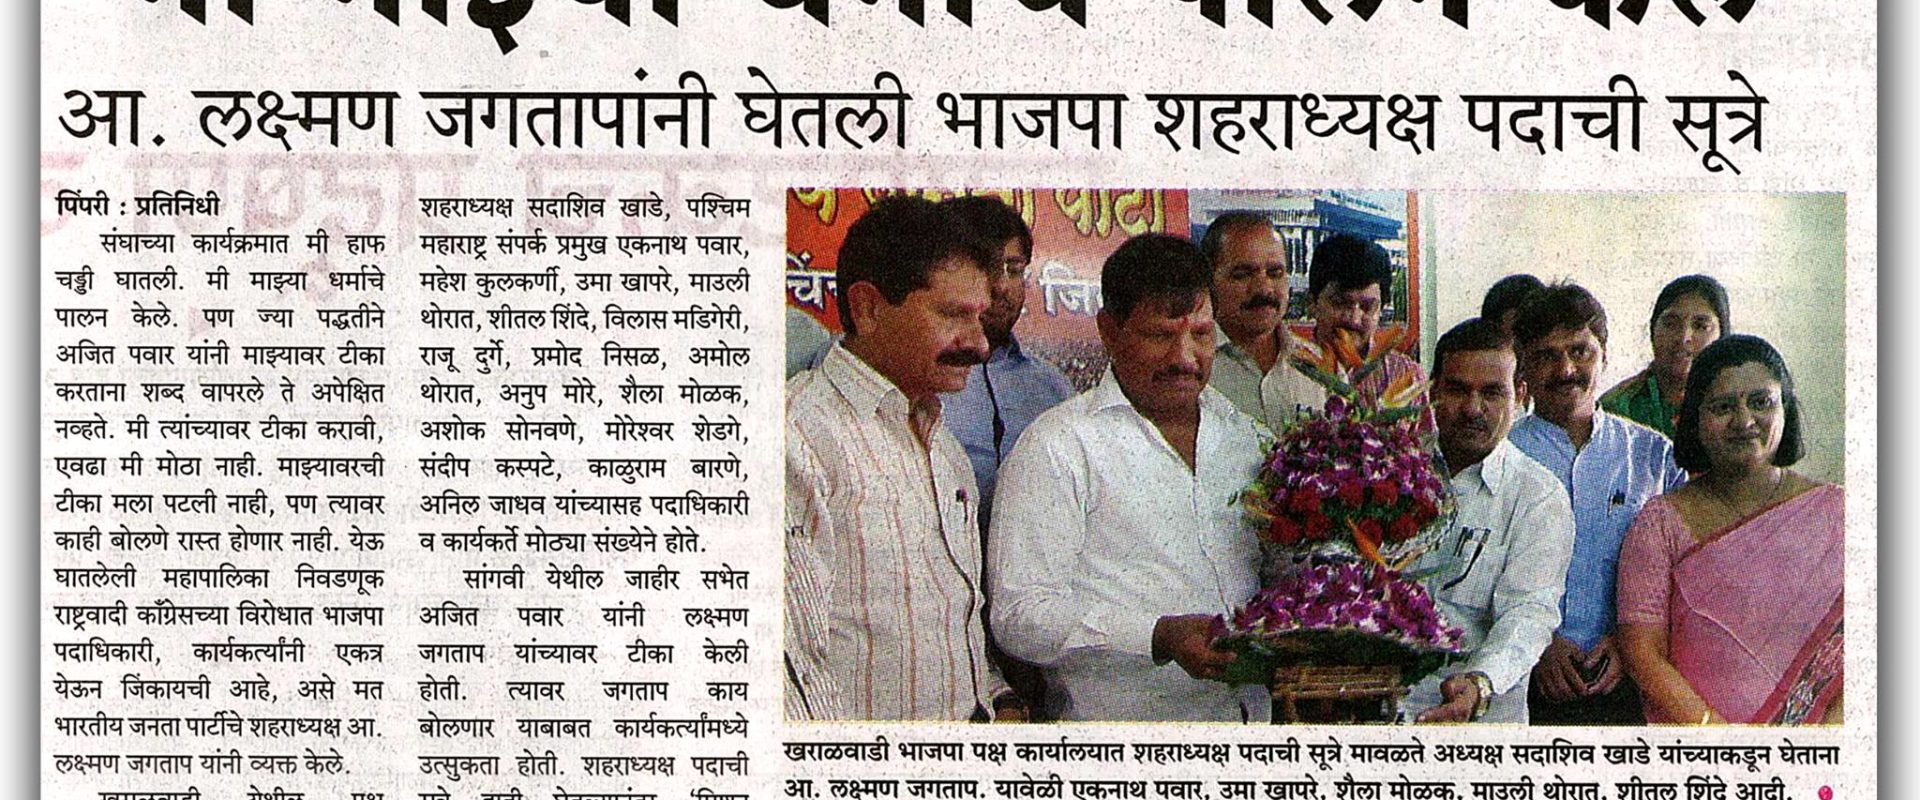 मी माझ्या धर्माचे पालन केले
आ. लक्ष्मण जगतापांनी घेतली भाजपा शहराध्यक्ष पदाची सूत्रे
पिंपरी : प्रतिनिधी
संघाच्या कार्यक्रमात मी हाफ
चड्डी घातली. मी माझ्या धर्माचे
पालन केले. पण ज्या पद्धतीने
अजित पवार यांनी माझ्यावर टीका
करताना शब्द वापरले ते अपेक्षित
नव्हते. मी त्यांच्यावर टीका करावी,
एवढा मी मोठा नाही. माझ्यावरची
टीका मला पटली नाही, पण त्यावर
काही बोलणे रास्त होणार नाही. येऊ
घातलेली महापालिका निवडणूक
राष्ट्रवादी काँग्रेसच्या विरोधात भाजपा
पदाधिकारी, कार्यकर्त्यांनी एकत्र
येऊन जिंकायची आहे, असे मत
भारतीय जनता पार्टीचे शहराध्यक्ष आ.
लक्ष्मण जगताप यांनी व्यक्त केले.
खराळवाडी येथील पक्ष
शहराध्यक्ष सदाशिव खाडे, पश्चिम
महाराष्ट्र संपर्क प्रमुख एकनाथ पवार,
महेश कुलकर्णी, उमा खापरे, माउली
थोरात, शीतल शिंदे, विलास मडिगेरी,
राजू दुर्गे, प्रमोद निसळ, अमोल
थोरात, अनुप मोरे, शैला मोळक,
अशोक सोनवणे, मोरेश्वर शेडगे,
संदीप कस्पटे, काळुराम बारणे,
अनिल जाधव यांच्यासह पदाधिकारी
व कार्यकर्ते मोठ्या संख्येने होते.
सांगवी येथील जाहीर सभेत
अजित पवार यांनी लक्ष्मण
जगताप यांच्यावर टीका केली
होती. त्यावर जगताप काय
बोलणार याबाबत कार्यकर्त्यांमध्ये
उत्सुकता होती. शहराध्यक्ष पदाची
पार्टी
जि
खराळवाडी भाजपा पक्ष कार्यालयात शहराध्यक्ष पदाची सूत्रे मावळते अध्यक्ष सदाशिव खाडे यांच्याकडून घेताना
आ. लक्ष्मण जगताप. यावेळी एकनाथ पवार, उमा खापरे, शैला मोळक, माउली थोरात, शीतल शिंदे आदी.